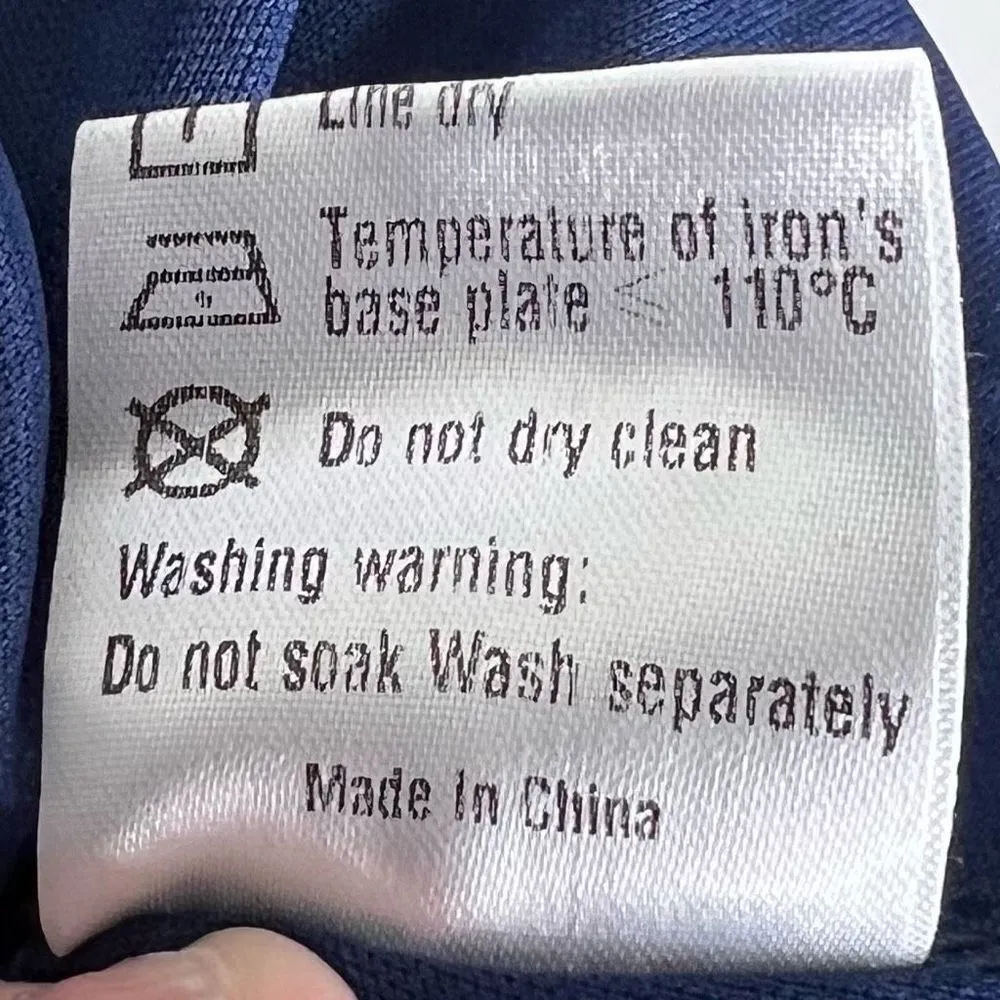 Line dry
Temperature of iron's
base plate < 110°C
Do not dry clean
Washing warning:
Do not soak Wash separately
Made In China